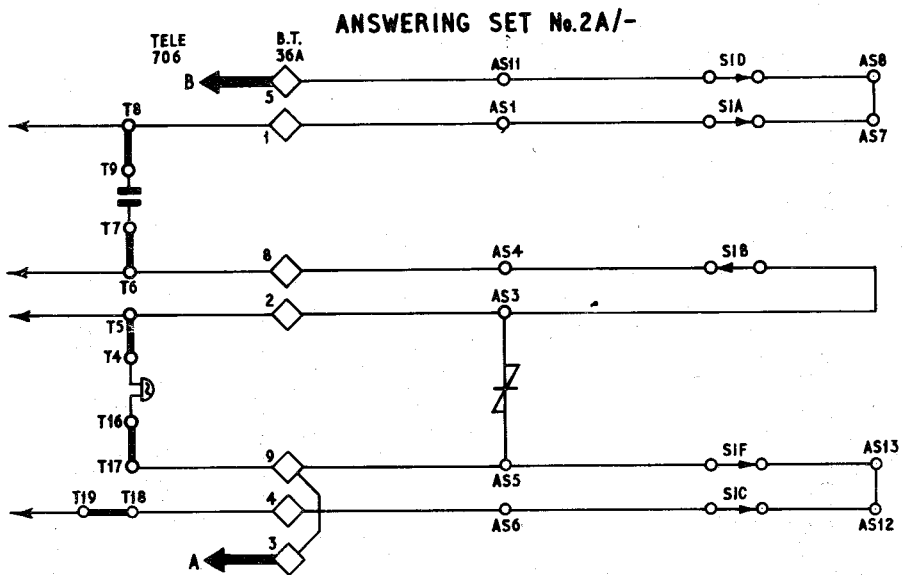 ANSWERING SET No.2A/-
TELE
706
B.T.
36A
B
5
AS11
S1D
AS8
T8
1
AS1
S1A
AS7
T9
T7
T6
8
AS4
S1B
T5
2
AS3
T4
T16
T17
9
AS5
S1F
AS13
T19
T18
4
AS6
S1C
AS12
A
3